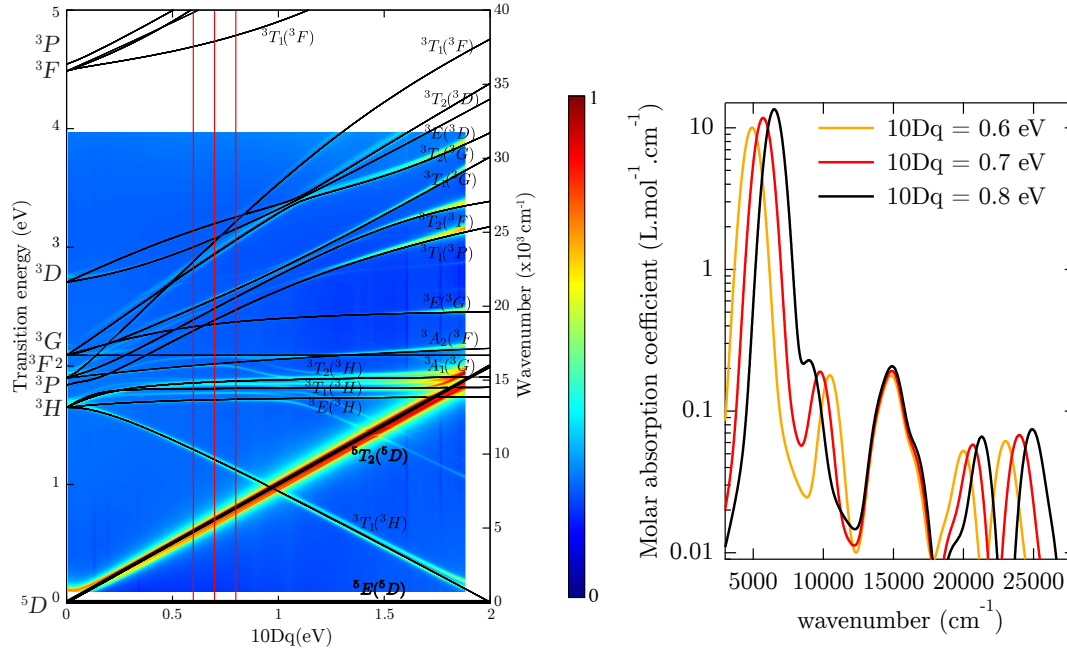 Transition energy (eV)
5
4
3
2
1
0
³P
³F
³D
³G
³F
³P
³H
⁵D
³T₁(³F)
³T₁(³F)
³T₂(³D)
³E(³D)
³T₂(³G)
³T₁(³G)
³T₂(³F)
³T₁(³P)
³E(³G)
³A₂(³F)
³A₁(³G)
³T₂(³H)
³T₁(³H)
³E(³H)
⁵T₂(⁵D)
³T₁(³H)
⁵E(⁵D)
0 0.5 1 1.5 2
10Dq(eV)
40
35
30
25
20
15
10
5
0
Wavenumber (x10³cm⁻¹)
1
0
Molar absorption coefficient (L.mol⁻¹.cm⁻¹)
10
1
0.1
0.01
10Dq = 0.6 eV
10Dq = 0.7 eV
10Dq = 0.8 eV
5000 10000 15000 20000 25000
wavenumber (cm⁻¹)